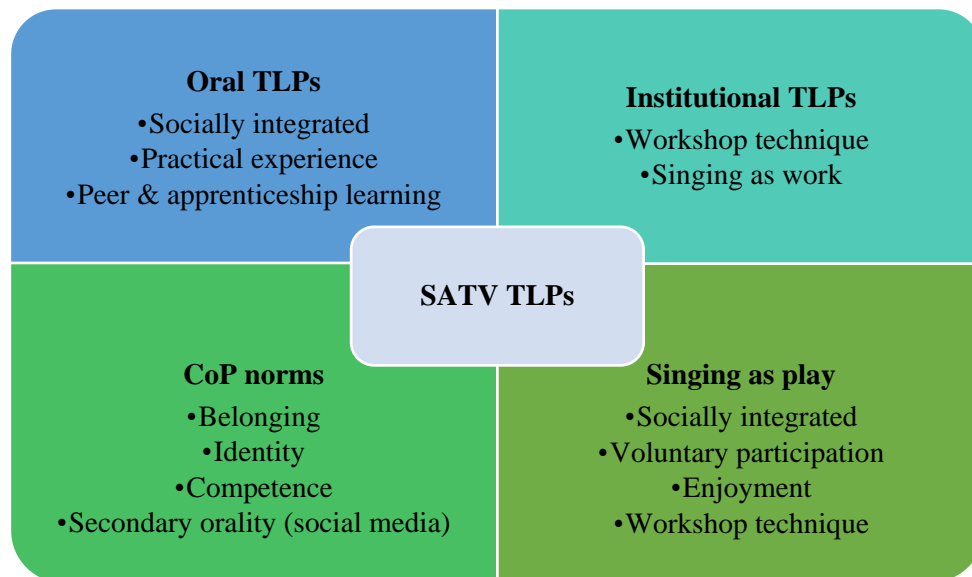 Oral TLPs
•Socially integrated
•Practical experience
•Peer & apprenticeship learning
Institutional TLPs
•Workshop technique
•Singing as work
SATV TLPs
CoP norms
•Belonging
•Identity
•Competence
•Secondary orality (social media)
Singing as play
•Socially integrated
•Voluntary participation
•Enjoyment
•Workshop technique